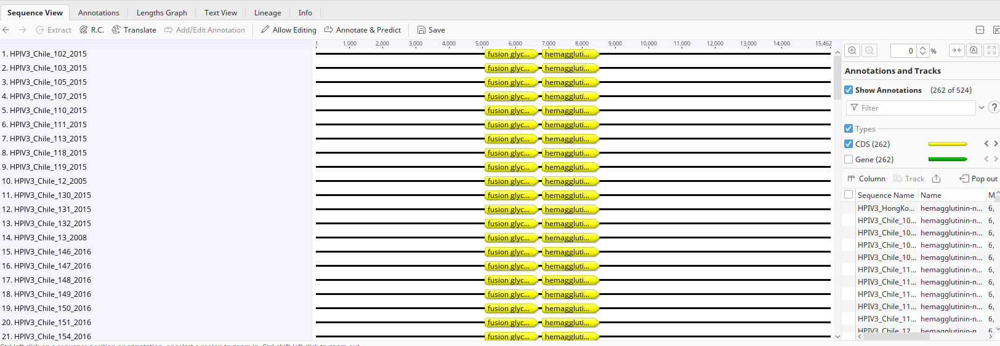 Sequence View Annotations Lengths Graph Text View Lineage Info
Extract R.C. Translate Add/Edit Annotation Allow Editing Annotate & Predict Save
1 1,000 2,000 3,000 4,000 5,000 6,000 7,000 8,000 9,000 10,000 11,000 12,000 13,000 14,000 15,462
1. HPIV3_Chile_102_2015 fusion glyc... hemaggluti...
2. HPIV3_Chile_103_2015 fusion glyc... hemaggluti...
3. HPIV3_Chile_105_2015 fusion glyc... hemaggluti...
4. HPIV3_Chile_107_2015 fusion glyc... hemaggluti...
5. HPIV3_Chile_110_2015 fusion glyc... hemaggluti...
6. HPIV3_Chile_111_2015 fusion glyc... hemaggluti...
7. HPIV3_Chile_113_2015 fusion glyc... hemaggluti...
8. HPIV3_Chile_118_2015 fusion glyc... hemaggluti...
9. HPIV3_Chile_119_2015 fusion glyc... hemaggluti...
10. HPIV3_Chile_12_2005 fusion glyc... hemaggluti...
11. HPIV3_Chile_130_2015 fusion glyc... hemaggluti...
12. HPIV3_Chile_131_2015 fusion glyc... hemaggluti...
13. HPIV3_Chile_132_2015 fusion glyc... hemaggluti...
14. HPIV3_Chile_13_2008 fusion glyc... hemaggluti...
15. HPIV3_Chile_146_2016 fusion glyc... hemaggluti...
16. HPIV3_Chile_147_2016 fusion glyc... hemaggluti...
17. HPIV3_Chile_148_2016 fusion glyc... hemaggluti...
18. HPIV3_Chile_149_2016 fusion glyc... hemaggluti...
19. HPIV3_Chile_150_2016 fusion glyc... hemaggluti...
20. HPIV3_Chile_151_2016 fusion glyc... hemaggluti...
21. HPIV3_Chile_154_2016 fusion glyc... hemaggluti...
0 %
Annotations and Tracks
Show Annotations (262 of 524)
Filter ?
Types
CDS (262)
Gene (262)
Column Track Pop out
Sequence Name Name M
HPIV3_HongKo... hemagglutinin-n... 6,
HPIV3_Chile_10... hemagglutinin-n... 6,
HPIV3_Chile_10... hemagglutinin-n... 6,
HPIV3_Chile_10... hemagglutinin-n... 6,
HPIV3_Chile_10... hemagglutinin-n... 6,
HPIV3_Chile_11... hemagglutinin-n... 6,
HPIV3_Chile_11... hemagglutinin-n... 6,
HPIV3_Chile_11... hemagglutinin-n... 6,
HPIV3_Chile_11... hemagglutinin-n... 6,
HPIV3_Chile_11... hemagglutinin-n... 6,
HPIV3_Chile_12... hemagglutinin-n... 6,